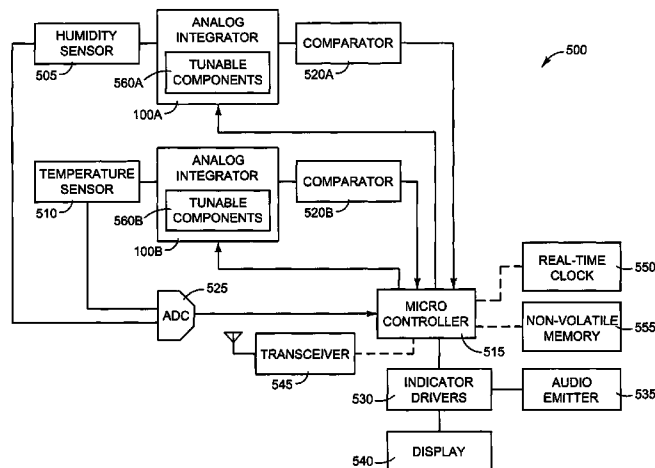 HUMIDITY
SENSOR
505
ANALOG
INTEGRATOR
560A
TUNABLE
COMPONENTS
100A
COMPARATOR
520A
500
TEMPERATURE
SENSOR
510
ANALOG
INTEGRATOR
560B
TUNABLE
COMPONENTS
100B
COMPARATOR
520B
525
ADC
MICRO
CONTROLLER
515
REAL-TIME
CLOCK
550
NON-VOLATILE
MEMORY
555
TRANSCEIVER
545
INDICATOR
DRIVERS
530
AUDIO
EMITTER
535
DISPLAY
540